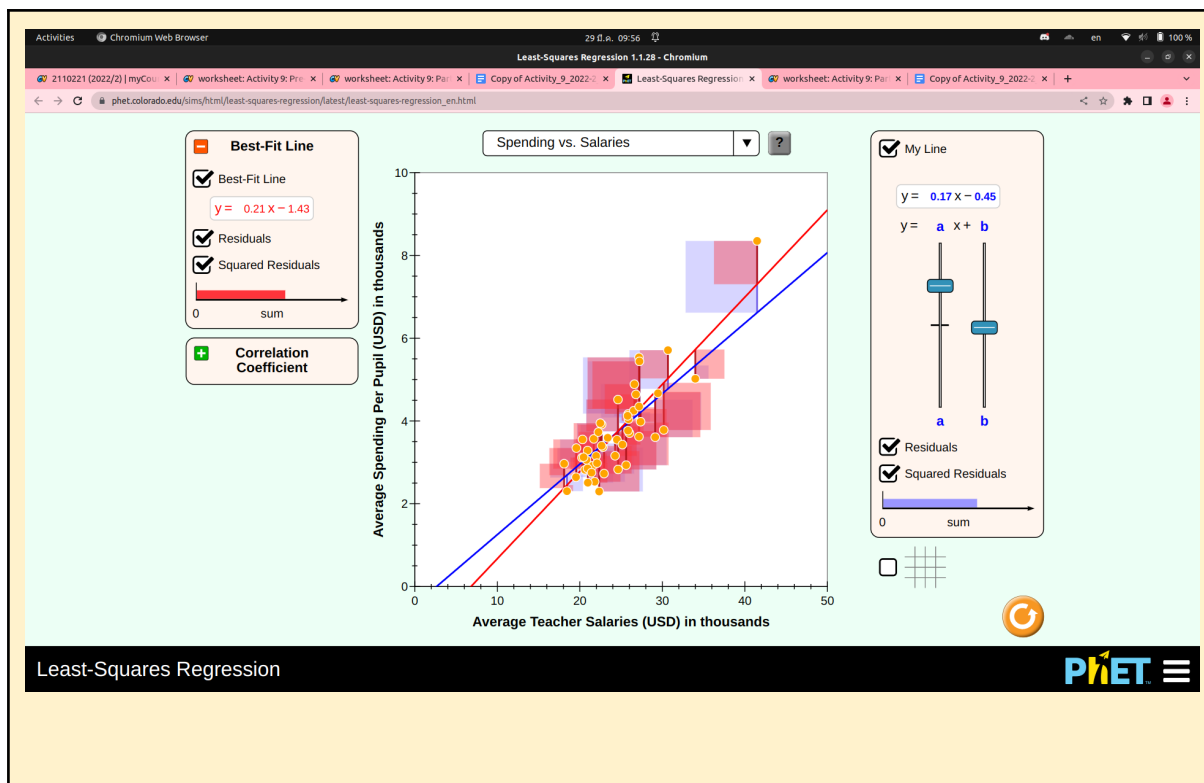 Activities Chromium Web Browser 29 มี.ค. 09:56 en 100 %
Least-Squares Regression 1.1.28 - Chromium
2110221 (2022/2) | myCou worksheet: Activity 9: Pre worksheet: Activity 9: Par Copy of Activity_9_2022-2 Least-Squares Regression worksheet: Activity 9: Par Copy of Activity_9_2022-2
phet.colorado.edu/sims/html/least-squares-regression/latest/least-squares-regression_en.html
Best-Fit Line
Best-Fit Line
y = 0.21 x − 1.43
Residuals
Squared Residuals
0 sum
Correlation
Coefficient
Spending vs. Salaries
?
Average Spending Per Pupil (USD) in thousands
10
8
6
4
2
0
0 10 20 30 40 50
Average Teacher Salaries (USD) in thousands
My Line
y = 0.17 x − 0.45
y = a x + b
a b
Residuals
Squared Residuals
0 sum
Least-Squares Regression
PhET